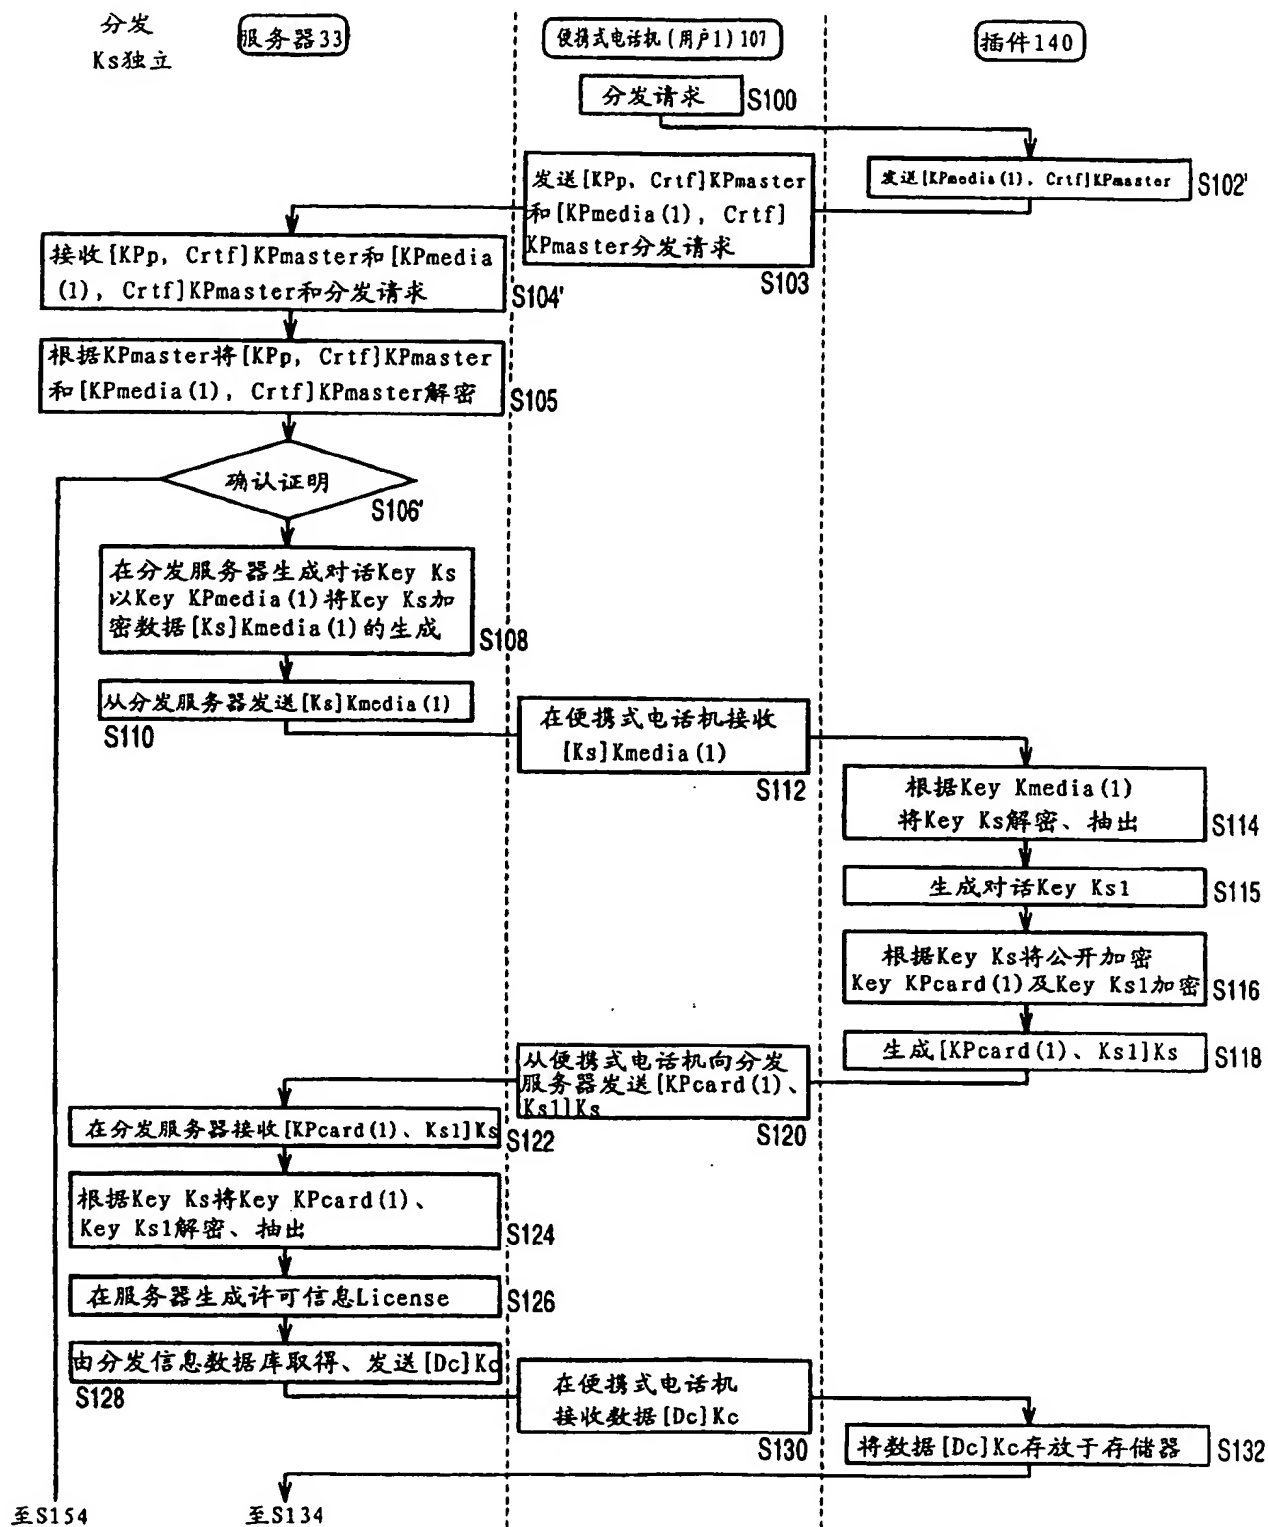 分发
Ks独立
服务器33
便携式电话机(用户1)107
插件140
分发请求
S100
发送[KPmedia(1), Crtf]KPmaster
S102'
发送[KPp, Crtf]KPmaster
和[KPmedia(1), Crtf]
KPmaster分发请求
S103
接收[KPp, Crtf]KPmaster和[KPmedia
(1), Crtf]KPmaster和分发请求
S104'
根据KPmaster将[KPp, Crtf]KPmaster
和[KPmedia(1), Crtf]KPmaster解密
S105
确认证明
S106'
在分发服务器生成对话Key Ks
以Key KPmedia(1)将Key Ks加
密数据[Ks]Kmedia(1)的生成
S108
从分发服务器发送[Ks]Kmedia(1)
S110
在便携式电话机接收
[Ks]Kmedia(1)
S112
根据Key Kmedia(1)
将Key Ks解密、抽出
S114
生成对话Key Ks1
S115
根据Key Ks将公开加密
Key KPcard(1)及Key Ks1加密
S116
生成[KPcard(1)、Ks1]Ks
S118
从便携式电话机向分发
服务器发送[KPcard(1)、
Ks1]Ks
S120
在分发服务器接收[KPcard(1)、Ks1]Ks
S122
根据Key Ks将Key KPcard(1)、
Key Ks1解密、抽出
S124
在服务器生成许可信息License
S126
由分发信息数据库取得、发送[Dc]Kc
S128
在便携式电话机
接收数据[Dc]Kc
S130
将数据[Dc]Kc存放于存储器
S132
至S154
至S134